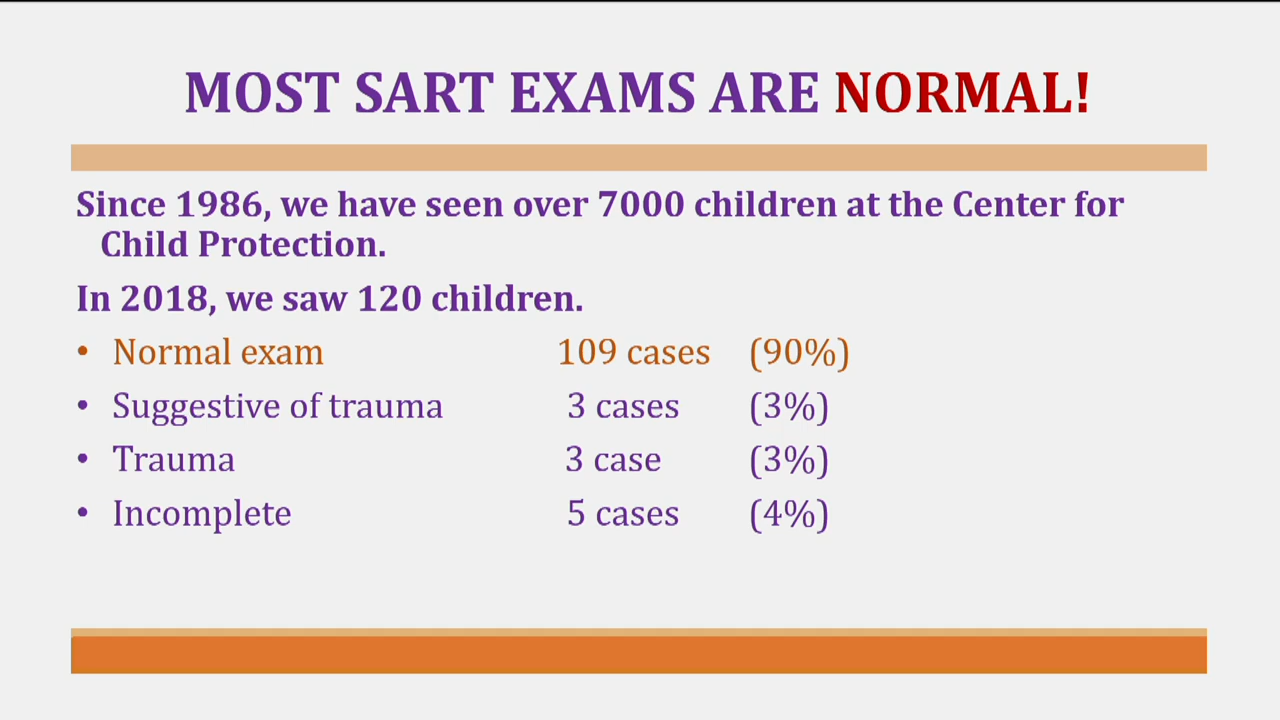 MOST SART EXAMS ARE NORMAL!
Since 1986, we have seen over 7000 children at the Center for
Child Protection.
In 2018, we saw 120 children.
• Normal exam 109 cases (90%)
• Suggestive of trauma 3 cases (3%)
• Trauma 3 case (3%)
• Incomplete 5 cases (4%)